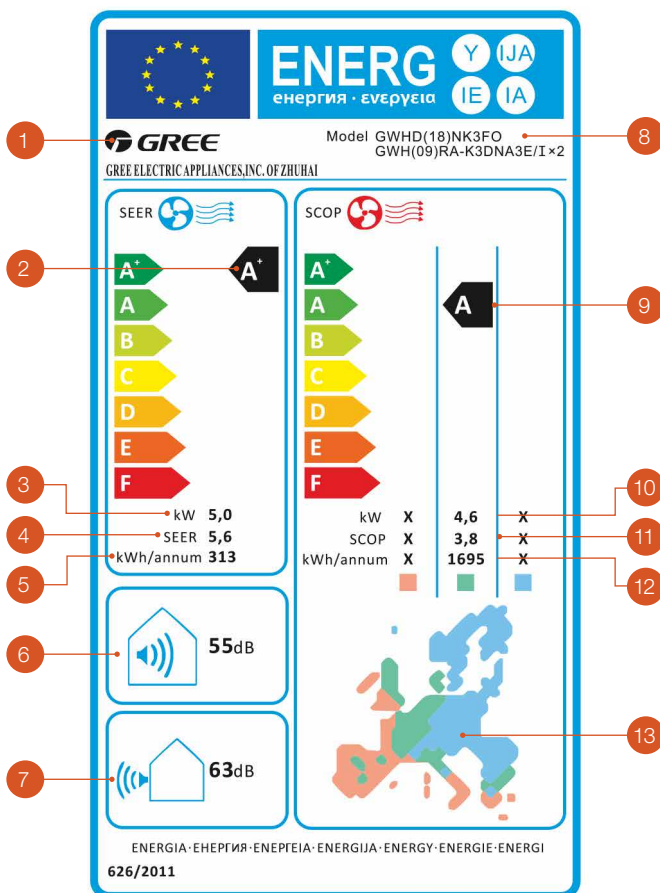 ENERG
енергия · ενεργεια
Y IJA
IE IA
1
GREE
Model GWHD(18)NK3FO
GWH(09)RA-K3DNA3E/I×2
8
GREE ELECTRIC APPLIANCES,INC. OF ZHUHAI
SEER
A+
A
B
C
D
E
F
2
A+
3
kW 5,0
4
SEER 5,6
5
kWh/annum 313
SCOP
A+
A
B
C
D
E
F
A
9
kW X 4,6 X
10
SCOP X 3,8 X
11
kWh/annum X 1695 X
12
6
55dB
7
63dB
13
ENERGIA·ЕНЕРГИЯ·ΕΝΕΡΓΕΙΑ·ENERGIJA·ENERGY·ENERGIE·ENERGI
626/2011